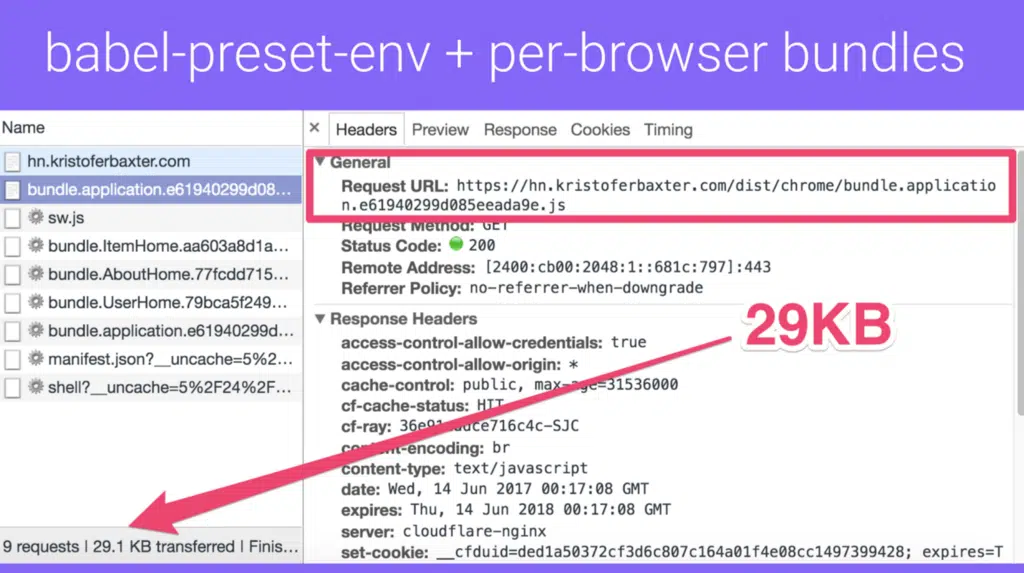 babel-preset-env + per-browser bundles
Name
hn.kristoferbaxter.com
bundle.application.e61940299d08...
sw.js
bundle.ItemHome.aa603a8d1a...
bundle.AboutHome.77fcdd715...
bundle.UserHome.79bca5f249...
bundle.application.e61940299d...
manifest.json?__uncache=5%2...
shell?__uncache=5%2F24%2F...
9 requests | 29.1 KB transferred | Finis...
× Headers Preview Response Cookies Timing
▼ General
Request URL: https://hn.kristoferbaxter.com/dist/chrome/bundle.applicatio
n.e61940299d085eeada9e.js
Request Method: GET
Status Code: 200
Remote Address: [2400:cb00:2048:1::681c:797]:443
Referrer Policy: no-referrer-when-downgrade
▼ Response Headers
access-control-allow-credentials: true
access-control-allow-origin: *
cache-control: public, max-age=31536000
cf-cache-status: HIT
content-encoding: br
content-type: text/javascript
date: Wed, 14 Jun 2017 00:17:08 GMT
expires: Thu, 14 Jun 2018 00:17:08 GMT
server: cloudflare-nginx
set-cookie: __cfduid=ded1a50372cf3d6c807c164a01f4e08cc1497399428; expires=T
29KB